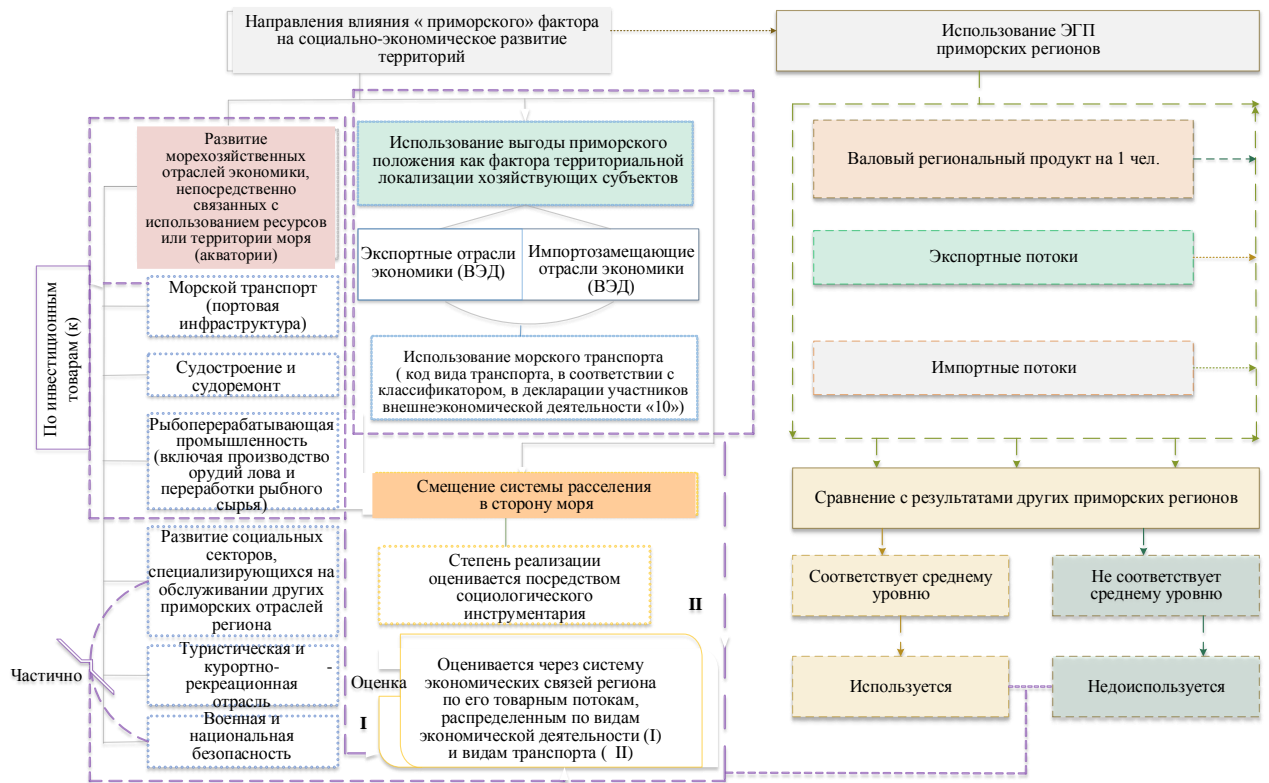 Направления влияния « приморского» фактора
на социально-экономическое развитие
территорий
Использование ЭГП
приморских регионов
Развитие
морехозяйственных
отраслей экономики,
непосредственно
связанных с
использованием ресурсов
или территории моря
(акватории)
Использование выгоды приморского
положения как фактора территориальной
локализации хозяйствующих субъектов
Валовый региональный продукт на 1 чел.
Экспортные отрасли
экономики (ВЭД)
Импортозамещающие
отрасли экономики
(ВЭД)
Экспортные потоки
По инвестиционным
товарам (к)
Морской транспорт
(портовая
инфраструктура)
Судостроение и
судоремонт
Использование морского транспорта
( код вида транспорта, в соответствии с
классификатором, в декларации участников
внешнеэкономической деятельности «10»)
Импортные потоки
Рыбоперерабатывающая
промышленность
(включая производство
орудий лова и
переработки рыбного
сырья)
Смещение системы расселения
в сторону моря
Сравнение с результатами других приморских регионов
Развитие социальных
секторов,
специализирующихся на
обслуживании других
приморских отраслей
региона
Степень реализации
оценивается посредством
социологического
инструментария
II
Соответствует среднему
уровню
Не соответствует
среднему уровню
Частично
Туристическая и
курортно- -
рекреационная
отрасль
Оценка
I
Оценивается через систему
экономических связей региона
по его товарным потокам,
распределенным по видам
экономической деятельности (I)
и видам транспорта ( II)
Используется
Недоиспользуется
Военная и
национальная
безопасность